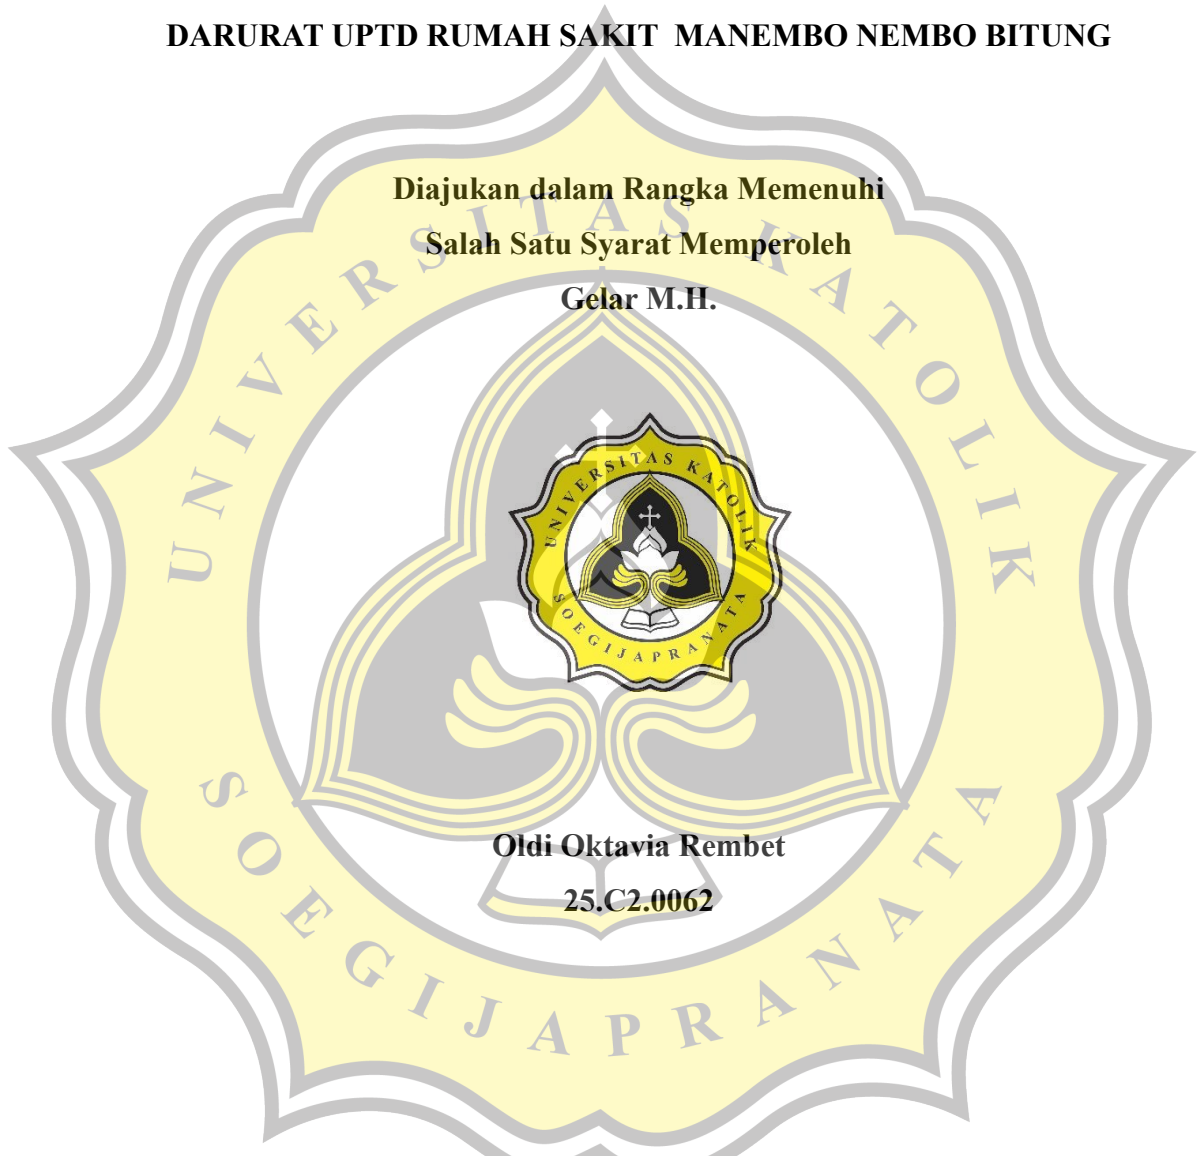 DARURAT UPTD RUMAH SAKIT MANEMBO NEMBO BITUNG
Diajukan dalam Rangka Memenuhi
Salah Satu Syarat Memperoleh
Gelar M.H.
UNIVERSITAS KATOLIK
SOEGIJAPRANATA
UNIVERSITAS KATOLIK
SOEGIJAPRANATA
Oldi Oktavia Rembet
25.C2.0062